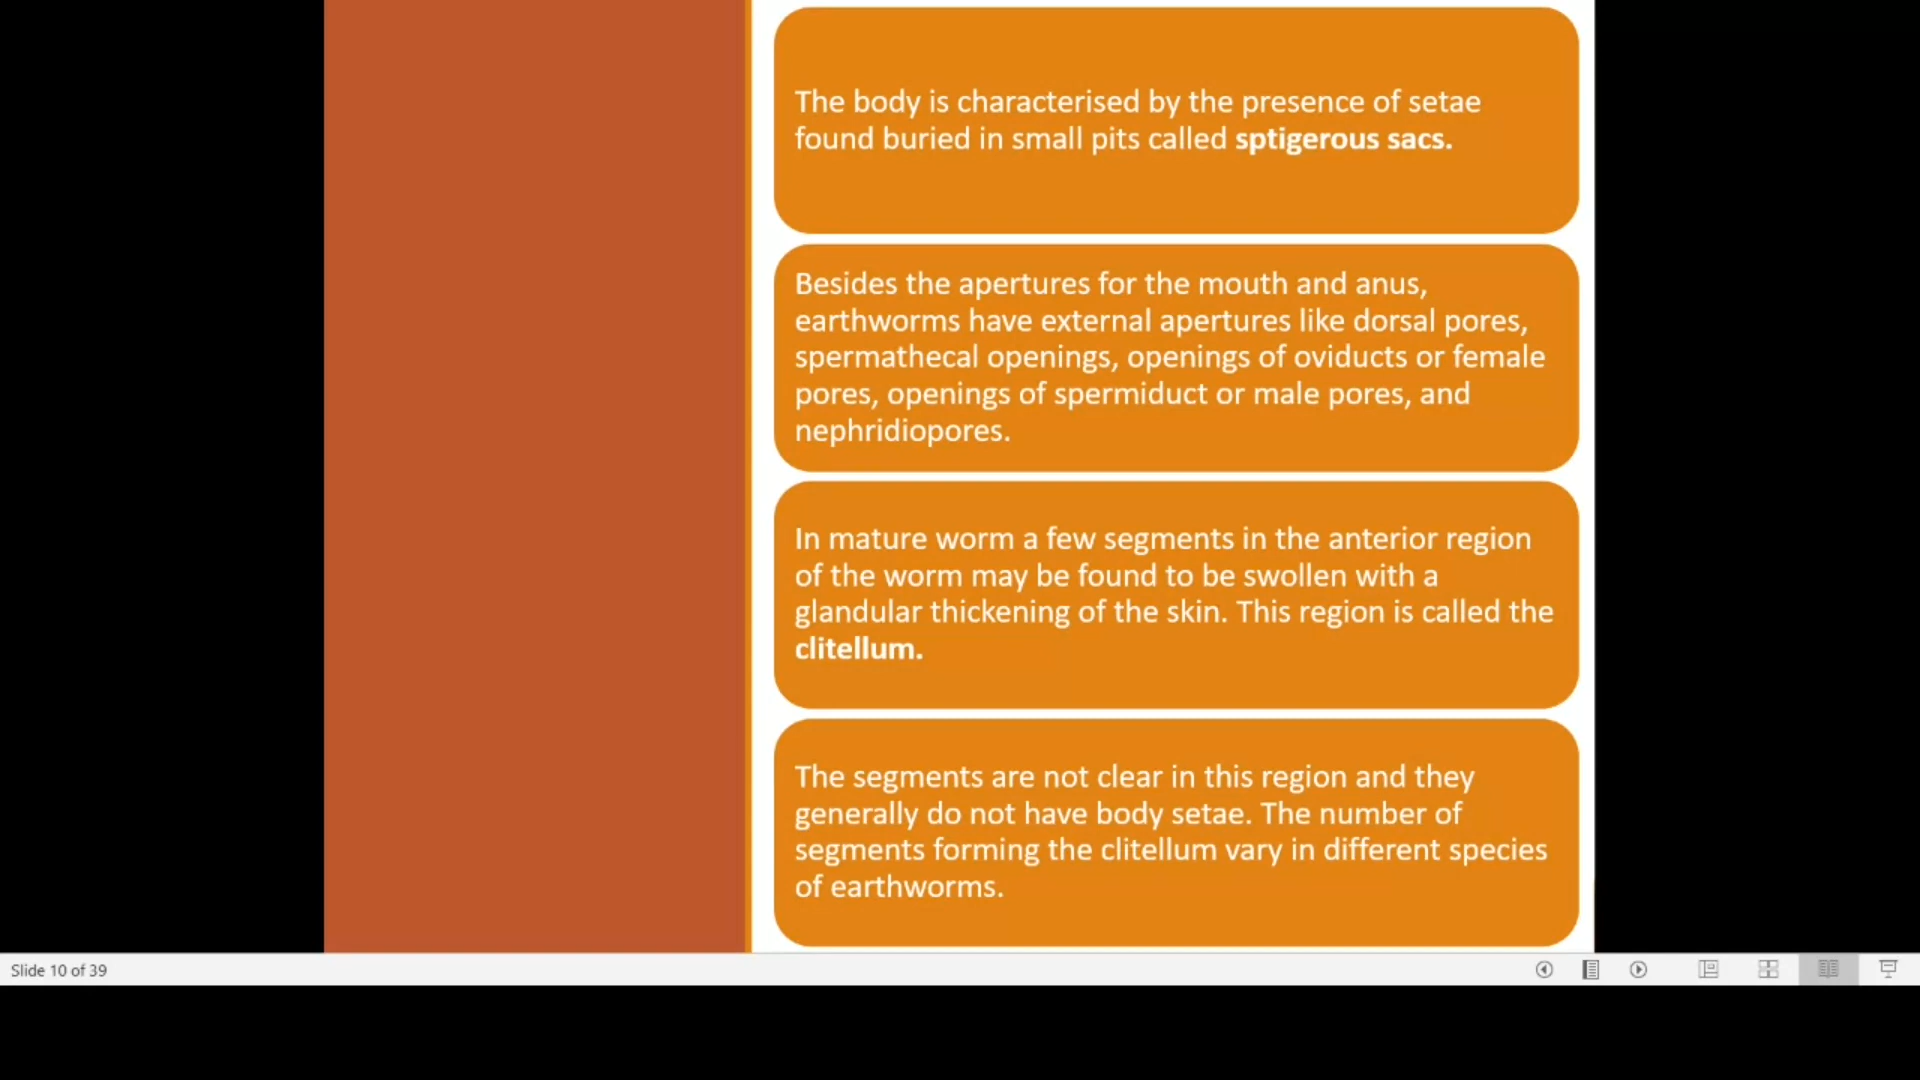 The body is characterised by the presence of setae
found buried in small pits called sptigerous sacs.
Besides the apertures for the mouth and anus,
earthworms have external apertures like dorsal pores,
spermathecal openings, openings of oviducts or female
pores, openings of spermiduct or male pores, and
nephridiopores.
In mature worm a few segments in the anterior region
of the worm may be found to be swollen with a
glandular thickening of the skin. This region is called the
clitellum.
The segments are not clear in this region and they
generally do not have body setae. The number of
segments forming the clitellum vary in different species
of earthworms.
Slide 10 of 39